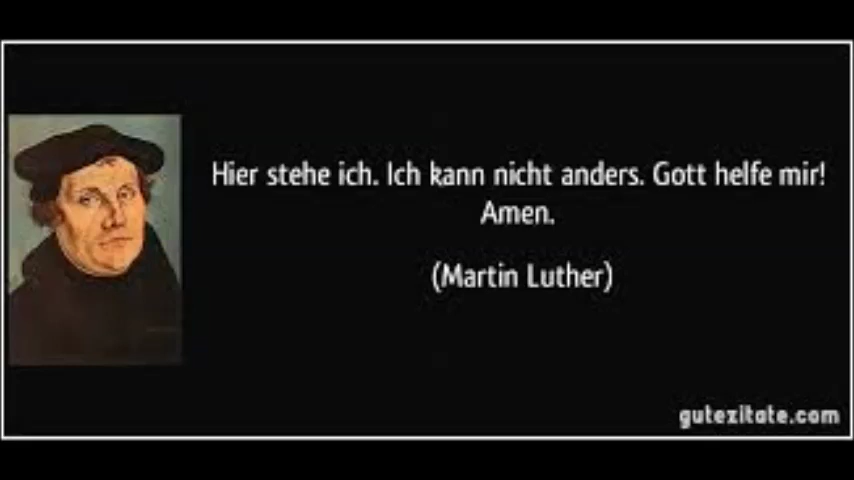 Hier stehe ich. Ich kann nicht anders. Gott helfe mir!
Amen.
(Martin Luther)
gutezitate.com